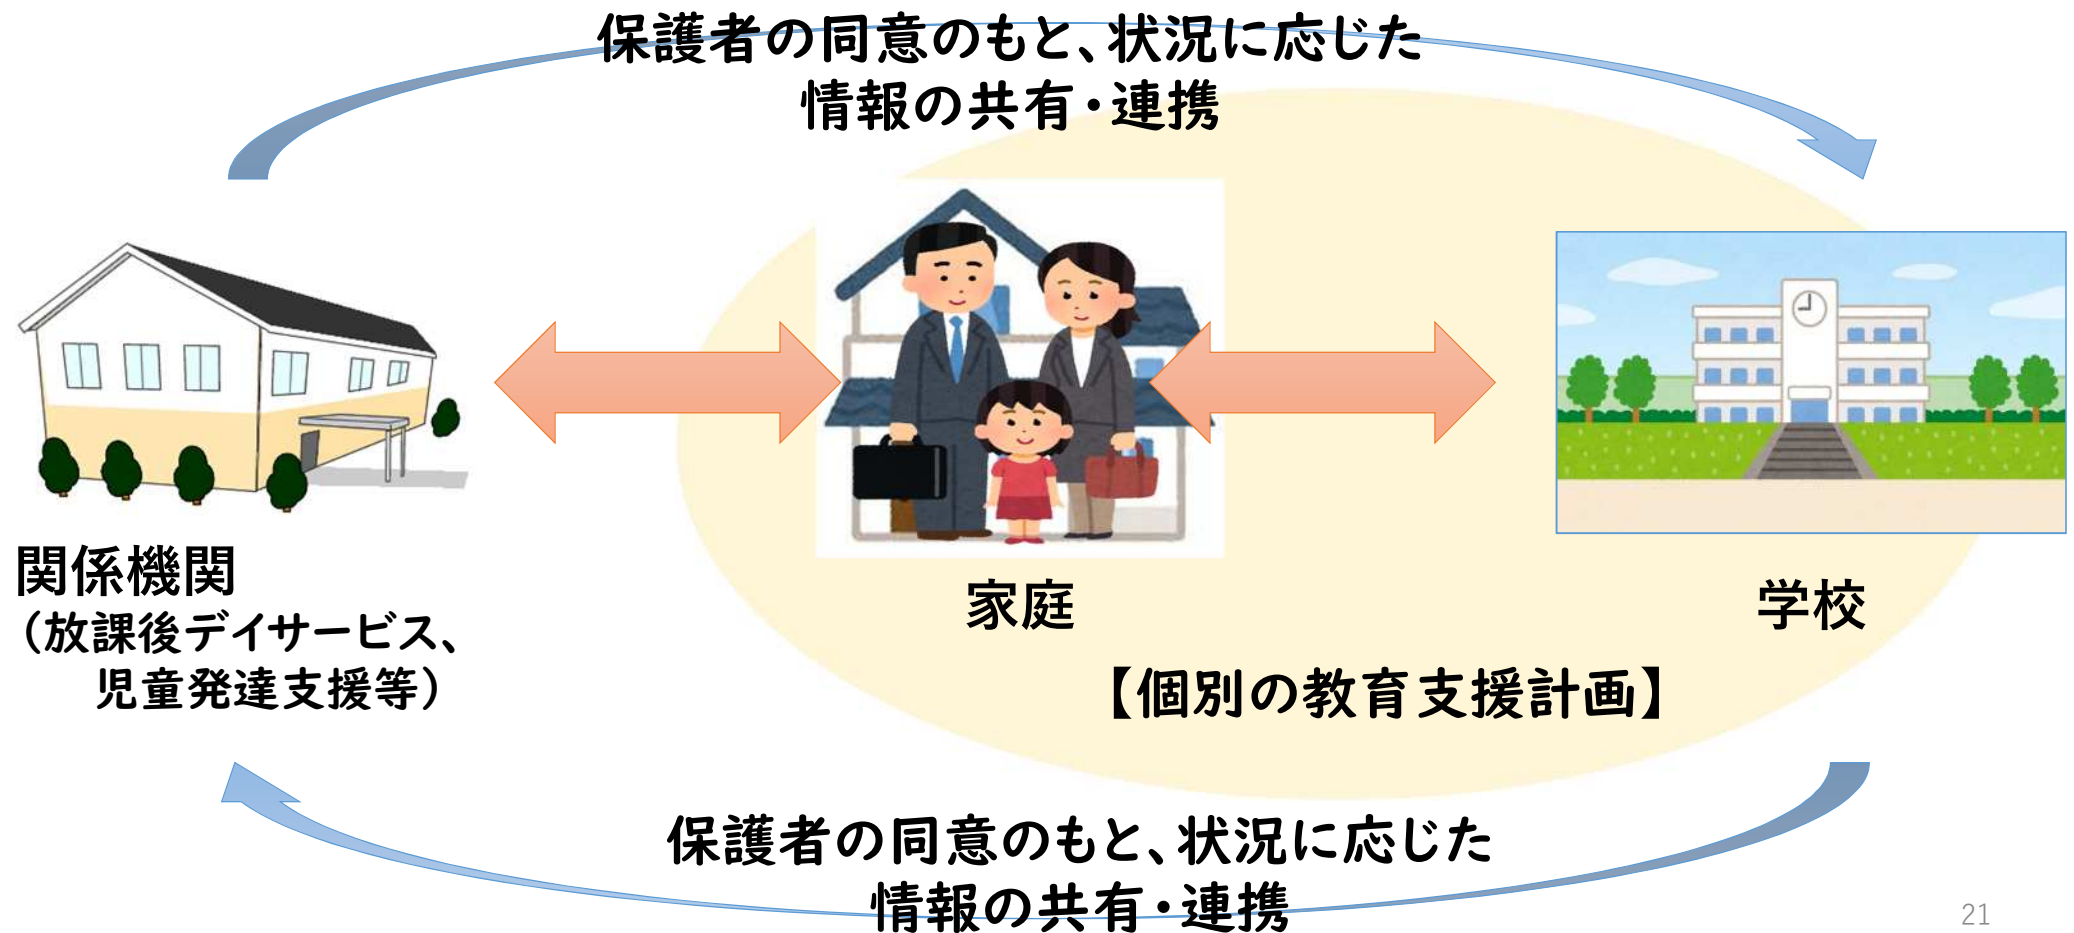 保護者の同意のもと、状況に応じた
情報の共有・連携
関係機関
（放課後デイサービス、
児童発達支援等）
家庭
学校
【個別の教育支援計画】
保護者の同意のもと、状況に応じた
情報の共有・連携
21